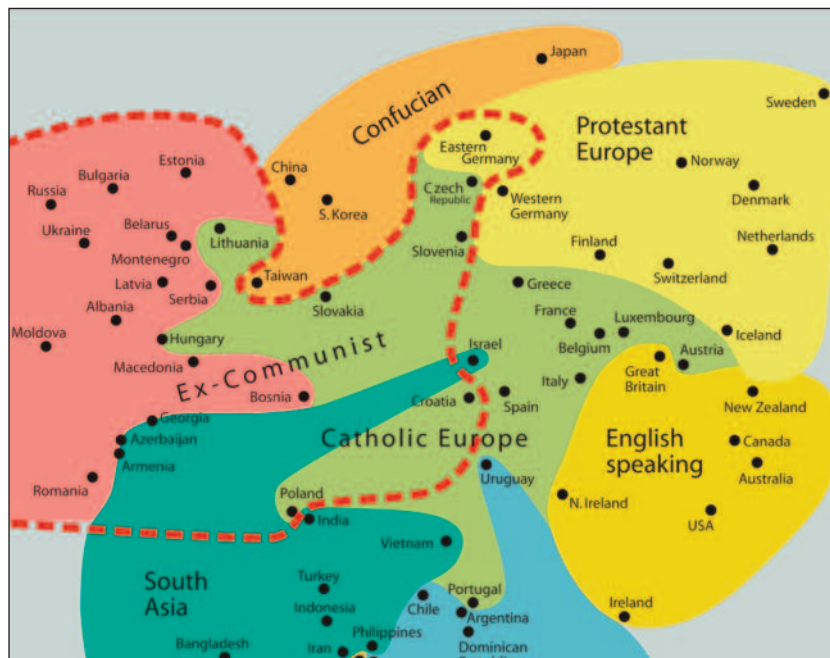 Japan
Confucian
Sweden
Protestant
Europe
Eastern
Germany
Estonia
China
Norway
Bulgaria
Czech
Republic
Russia
Western
Germany
Denmark
S. Korea
Belarus
Ukraine
Lithuania
Montenegro
Slovenia
Finland
Netherlands
Switzerland
Latvia
Serbia
Taiwan
Greece
Slovakia
Albania
France
Luxembourg
Moldova
Hungary
Belgium
Iceland
Israel
Austria
Macedonia
Ex-Communist
Great
Britain
Italy
Bosnia
Croatia
Spain
New Zealand
Georgia
Azerbaijan
Catholic Europe
English
speaking
Canada
Armenia
Australia
Romania
Uruguay
Poland
India
N. Ireland
USA
Vietnam
South
Asia
Turkey
Portugal
Indonesia
Chile
Argentina
Ireland
Philippines
Bangladesh
Iran
Dominican